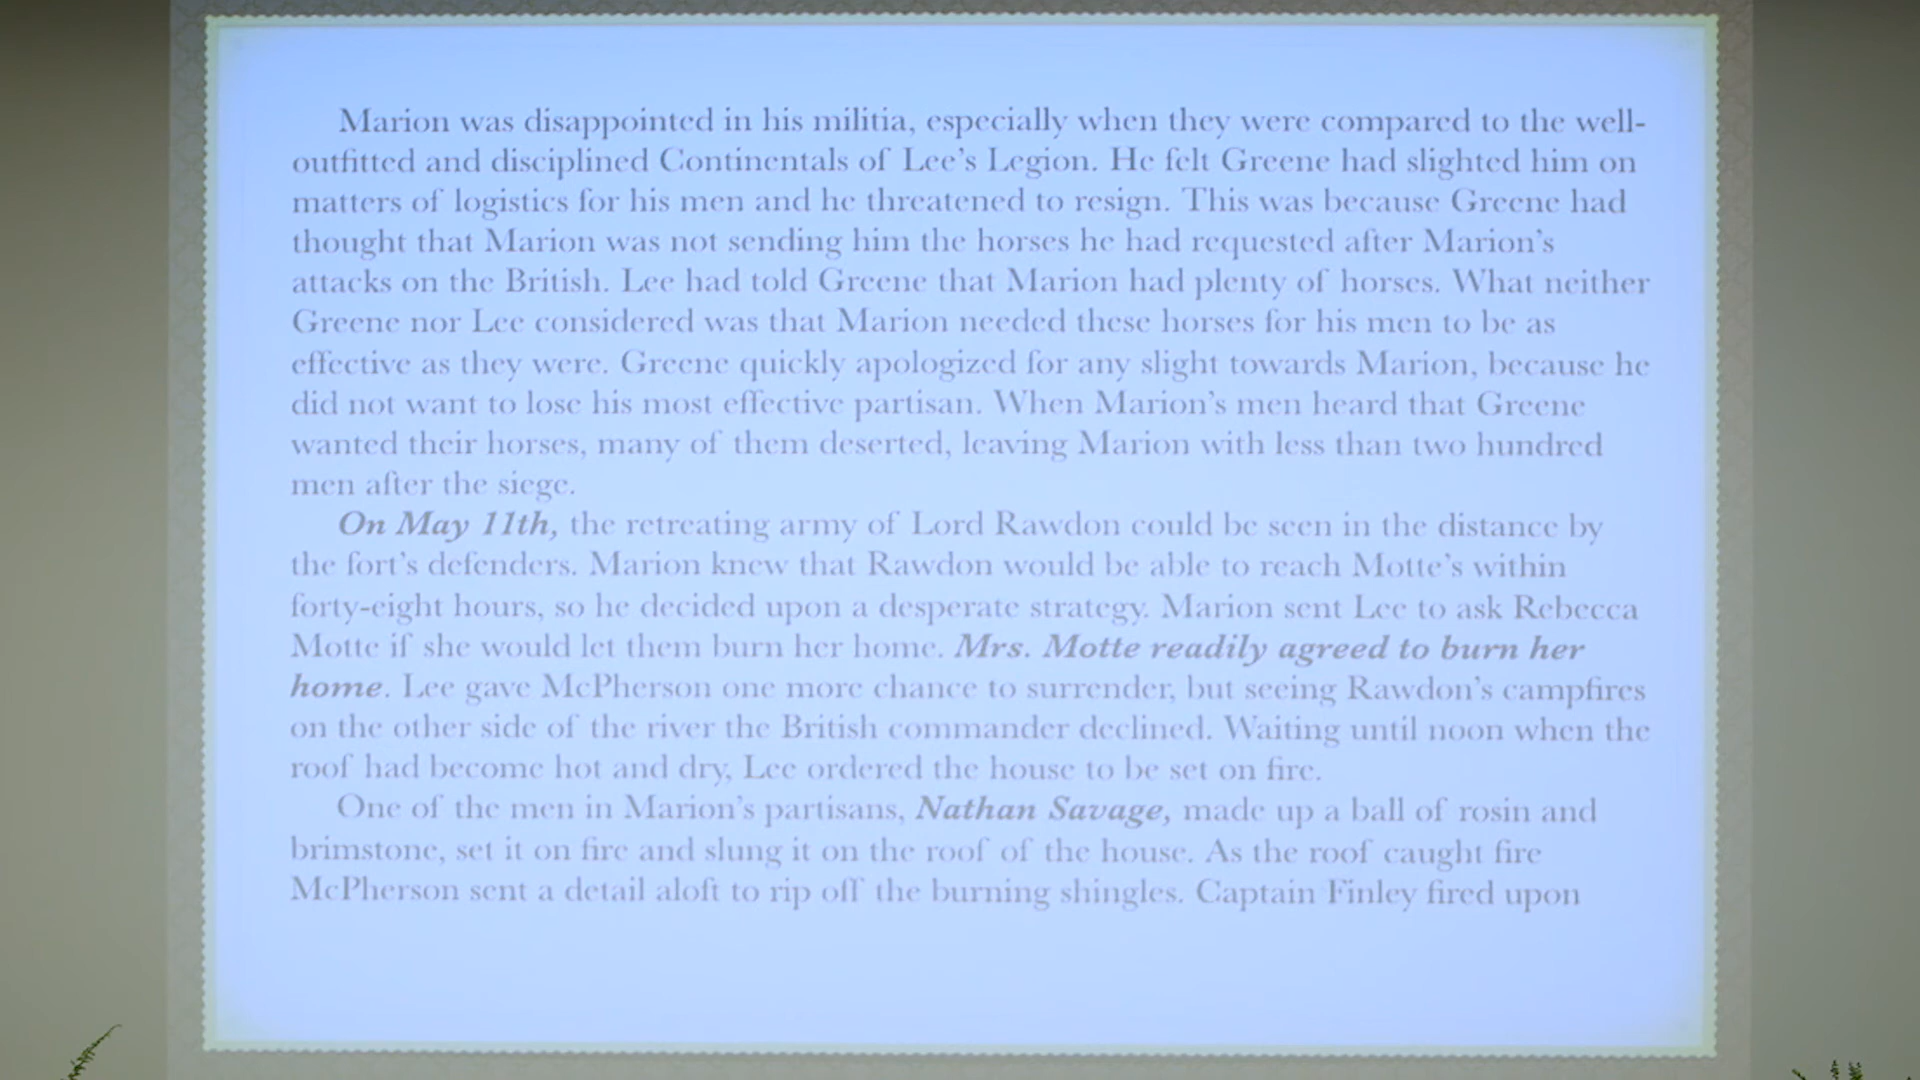 Marion was disappointed in his militia, especially when they were compared to the well-
outfitted and disciplined Continentals of Lee's Legion. He felt Greene had slighted him on
matters of logistics for his men and he threatened to resign. This was because Greene had
thought that Marion was not sending him the horses he had requested after Marion's
attacks on the British. Lee had told Greene that Marion had plenty of horses. What neither
Greene nor Lee considered was that Marion needed these horses for his men to be as
effective as they were. Greene quickly apologized for any slight towards Marion, because he
did not want to lose his most effective partisan. When Marion's men heard that Greene
wanted their horses, many of them deserted, leaving Marion with less than two hundred
men after the siege.
On May 11th, the retreating army of Lord Rawdon could be seen in the distance by
the fort's defenders. Marion knew that Rawdon would be able to reach Motte's within
forty-eight hours, so he decided upon a desperate strategy. Marion sent Lee to ask Rebecca
Motte if she would let them burn her home. Mrs. Motte readily agreed to burn her
home. Lee gave McPherson one more chance to surrender, but seeing Rawdon's campfires
on the other side of the river the British commander declined. Waiting until noon when the
roof had become hot and dry, Lee ordered the house to be set on fire.
One of the men in Marion's partisans, Nathan Savage, made up a ball of rosin and
brimstone, set it on fire and slung it on the roof of the house. As the roof caught fire
McPherson sent a detail aloft to rip off the burning shingles. Captain Finley fired upon